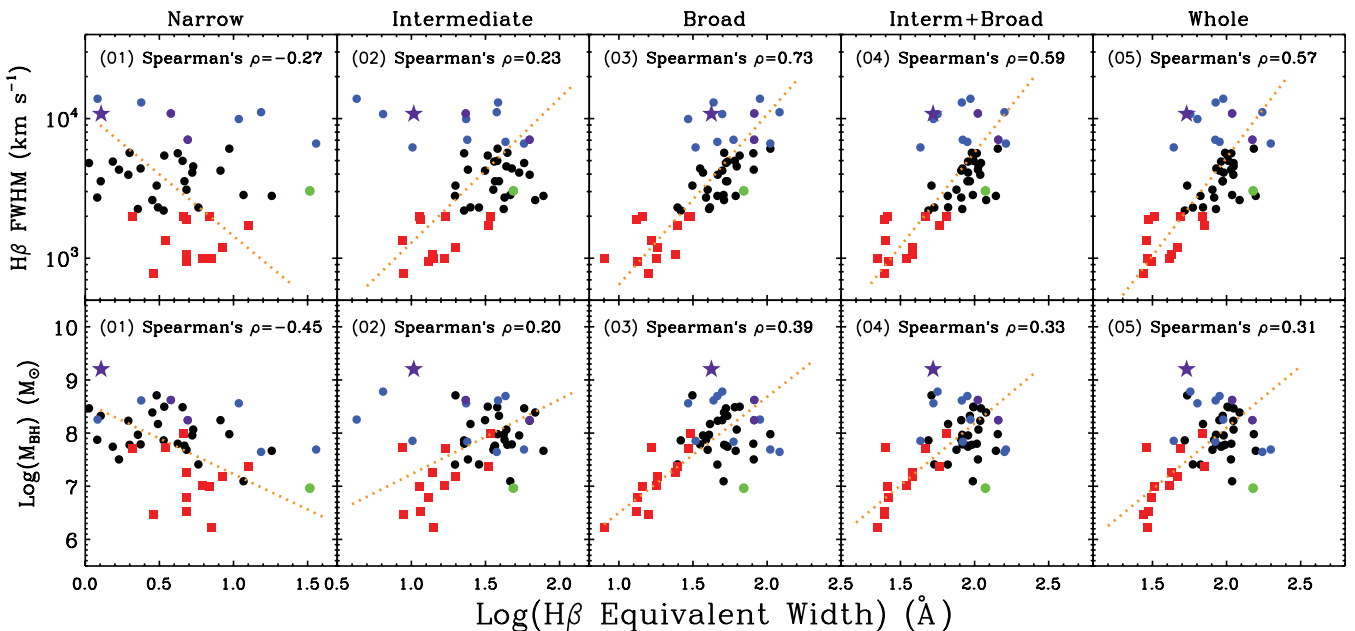 Narrow Intermediate Broad Interm+Broad Whole
(01) Spearman's ρ=−0.27 (02) Spearman's ρ=0.23 (03) Spearman's ρ=0.73 (04) Spearman's ρ=0.59 (05) Spearman's ρ=0.57
Hβ FWHM (km s⁻¹)
10⁴
10³
(01) Spearman's ρ=−0.45 (02) Spearman's ρ=0.20 (03) Spearman's ρ=0.39 (04) Spearman's ρ=0.33 (05) Spearman's ρ=0.31
Log(M_BH) (M_⊙)
10
9
8
7
6
0.0 0.5 1.0 1.5 0.5 1.0 1.5 2.0 1.0 1.5 2.0 2.5 1.5 2.0 2.5 1.5 2.0 2.5
Log(Hβ Equivalent Width) (Å)